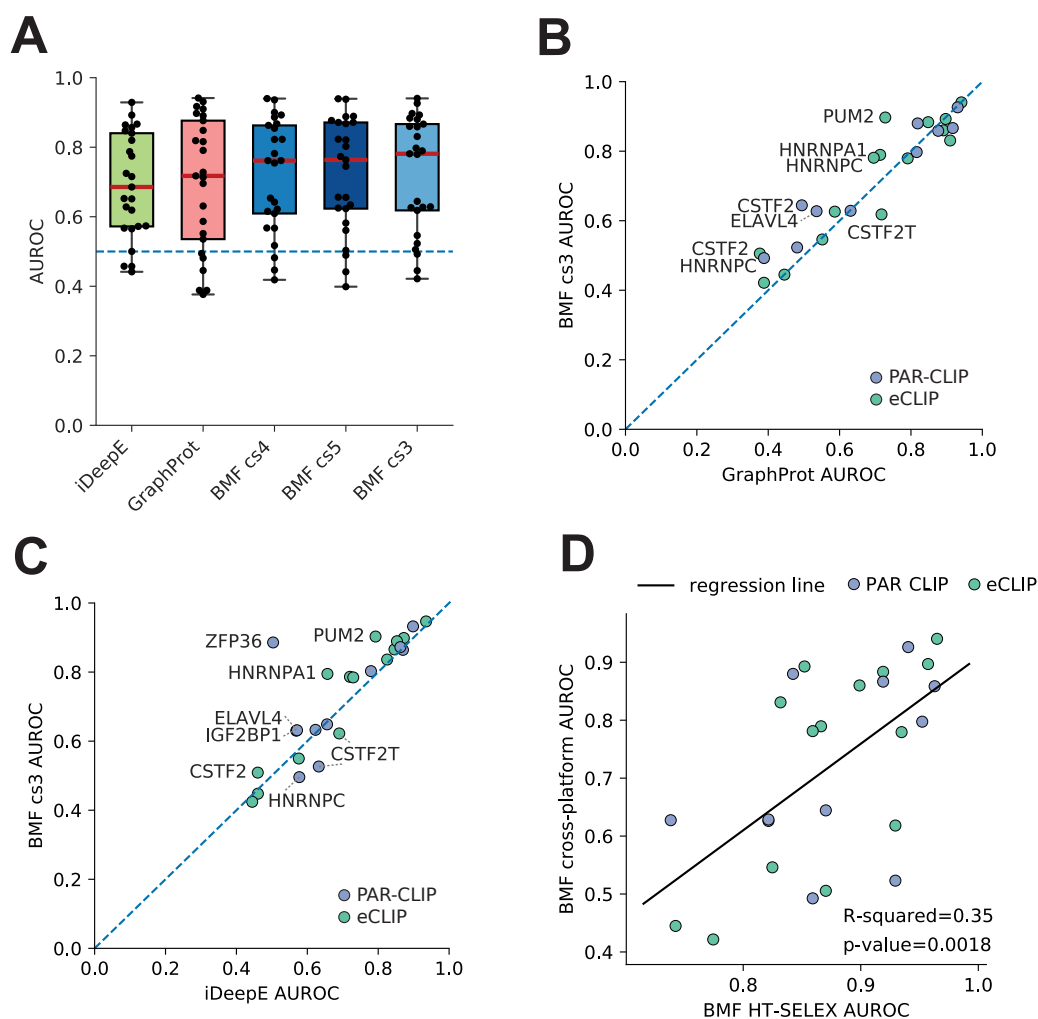 A
AUROC
1.0
0.8
0.6
0.4
0.2
0.0
iDeepE
GraphProt
BMF cs4
BMF cs5
BMF cs3
B
BMF cs3 AUROC
1.0
0.8
0.6
0.4
0.2
0.0
PUM2
HNRNPA1
HNRNPC
CSTF2
ELAVL4
CSTF2T
CSTF2
HNRNPC
PAR-CLIP
eCLIP
0.0 0.2 0.4 0.6 0.8 1.0
GraphProt AUROC
C
BMF cs3 AUROC
1.0
0.8
0.6
0.4
0.2
0.0
ZFP36
PUM2
HNRNPA1
ELAVL4
IGF2BP1
CSTF2T
CSTF2
HNRNPC
PAR-CLIP
eCLIP
0.0 0.2 0.4 0.6 0.8 1.0
iDeepE AUROC
D
regression line PAR CLIP eCLIP
BMF cross-platform AUROC
0.9
0.8
0.7
0.6
0.5
0.4
R-squared=0.35
p-value=0.0018
0.8 0.9 1.0
BMF HT-SELEX AUROC